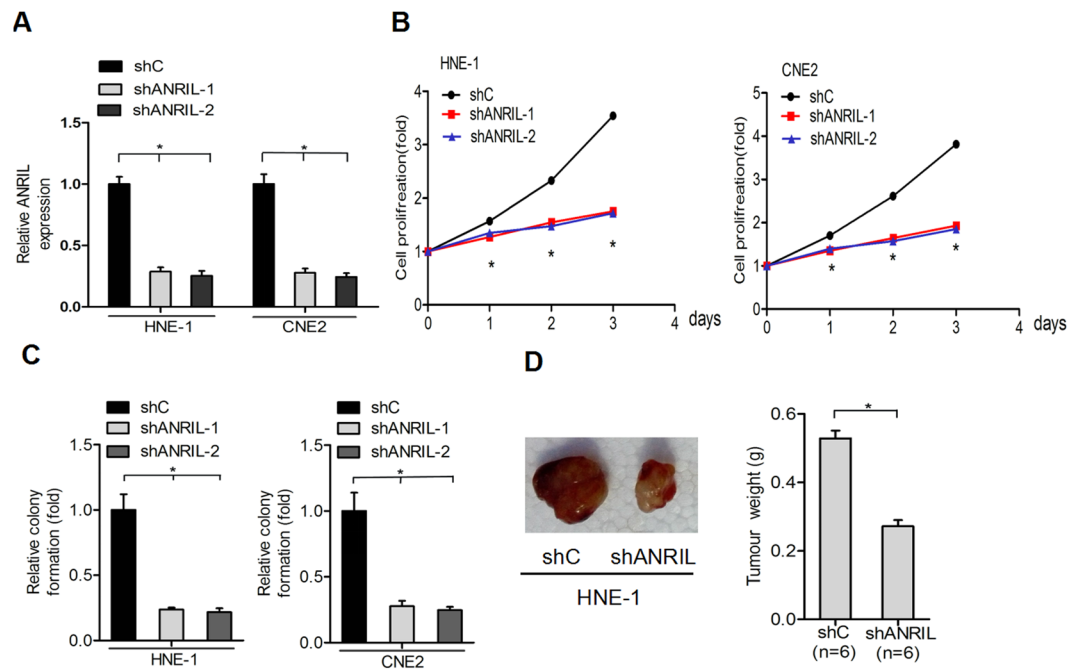 A
shC
shANRIL-1
shANRIL-2
Relative ANRIL
expression
1.5
1.0
0.5
0.0
*
*
HNE-1
CNE2
B
HNE-1
shC
shANRIL-1
shANRIL-2
Cell prolifreation(fold)
4
3
2
1
0
*
*
*
0
1
2
3
4
days
CNE2
shC
shANRIL-1
shANRIL-2
Cell prolifreation(fold)
5
4
3
2
1
0
*
*
*
0
1
2
3
4
days
C
shC
shANRIL-1
shANRIL-2
Relative colony
formation (fold)
1.5
1.0
0.5
0.0
*
HNE-1
shC
shANRIL-1
shANRIL-2
Relative colony
formation (fold)
1.5
1.0
0.5
0.0
*
CNE2
D
shC
shANRIL
HNE-1
Tumour weight (g)
0.6
0.4
0.2
0.0
*
shC
(n=6)
shANRIL
(n=6)